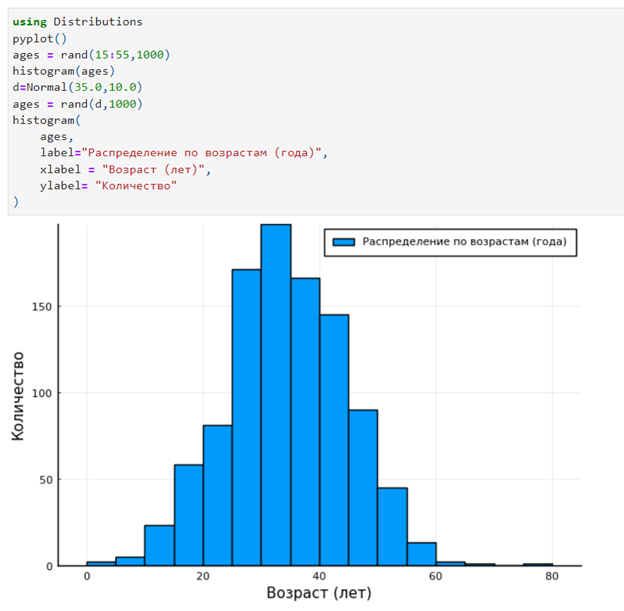 using Distributions
pyplot()
ages = rand(15:55,1000)
histogram(ages)
d=Normal(35.0,10.0)
ages = rand(d,1000)
histogram(
    ages,
    label="Распределение по возрастам (года)",
    xlabel = "Возраст (лет)",
    ylabel= "Количество"
)
Распределение по возрастам (года)
150
100
50
0
Количество
0 20 40 60 80
Возраст (лет)